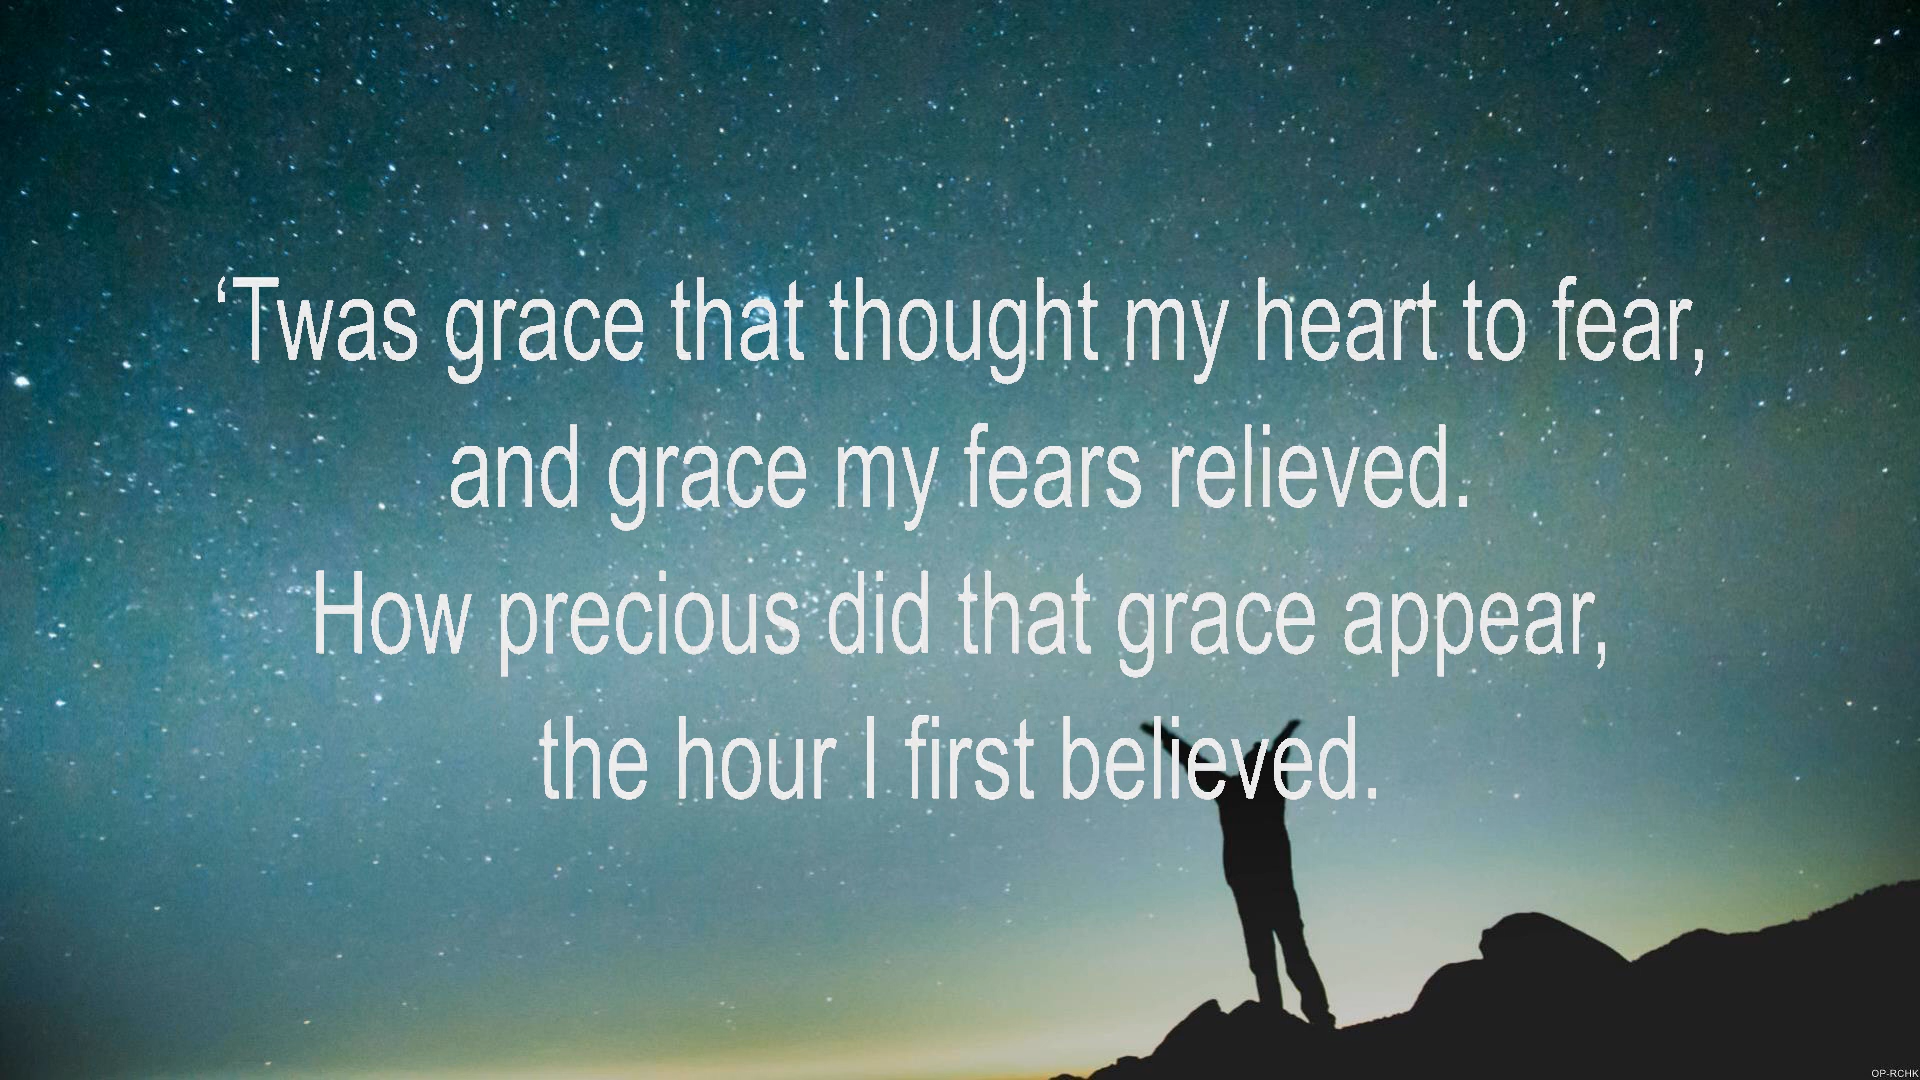 ‘Twas grace that thought my heart to fear,
and grace my fears relieved.
How precious did that grace appear,
the hour I first believed.
OP-RCHK